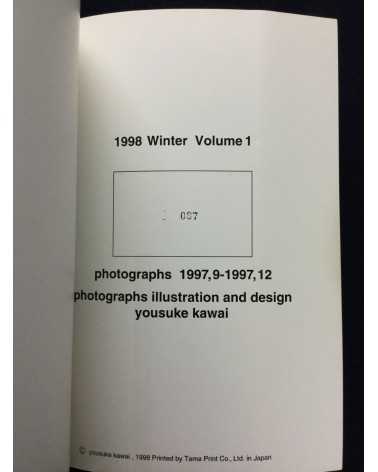 1998 Winter Volume 1
087
photographs 1997,9-1997,12
photographs illustration and design
yousuke kawai
© yousuke kawai , 1998 Printed by Tama Print Co., Ltd in Japan